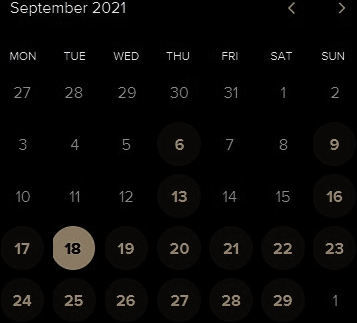 September 2021
MON TUE WED THU FRI SAT SUN
27 28 29 30 31 1 2
3 4 5 6 7 8 9
10 11 12 13 14 15 16
17 18 19 20 21 22 23
24 25 26 27 28 29 1